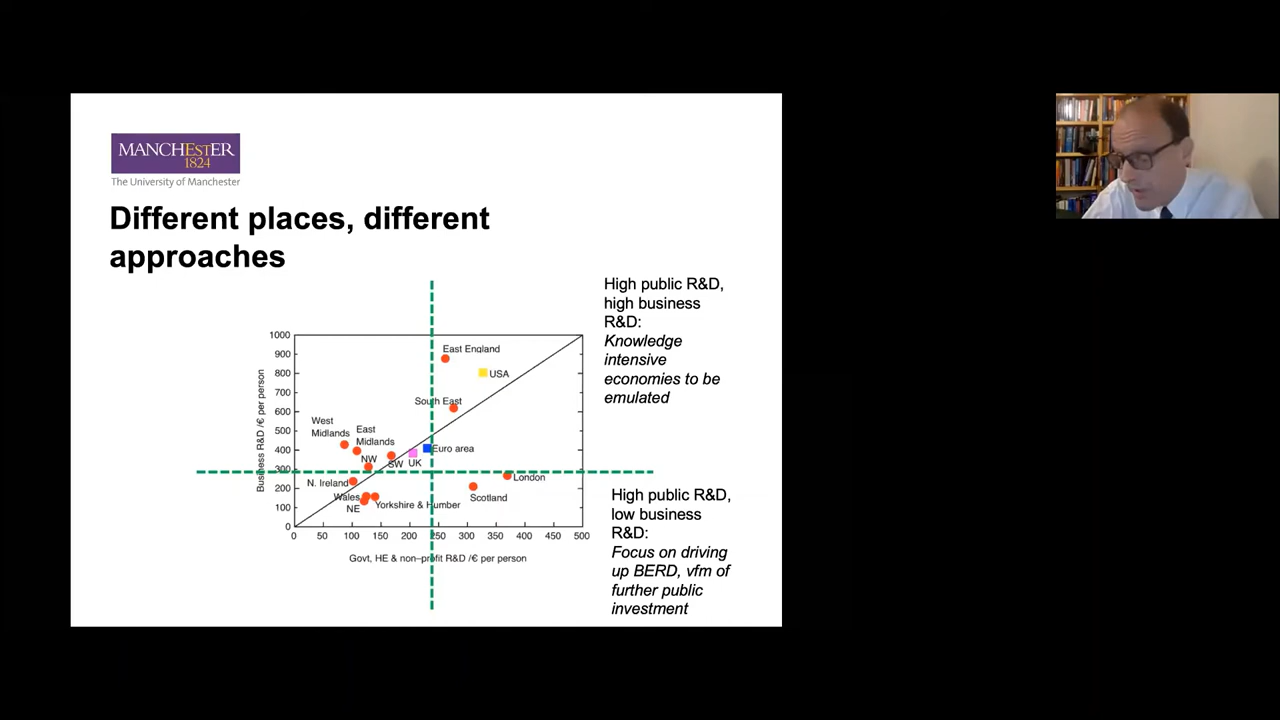 MANCHEsTER
1824
The University of Manchester
Different places, different
approaches
High public R&D,
high business
R&D:
Knowledge
intensive
economies to be
emulated
High public R&D,
low business
R&D:
Focus on driving
up BERD, vfm of
further public
investment
Business R&D /€ per person
1000
900
800
700
600
500
400
300
200
100
0
East England
USA
South East
West
Midlands
East
Midlands
NW
SW
UK
Euro area
N. Ireland
London
Scotland
Wales
NE
Yorkshire & Humber
0 50 100 150 200 250 300 350 400 450 500
Govt, HE & non-profit R&D /€ per person